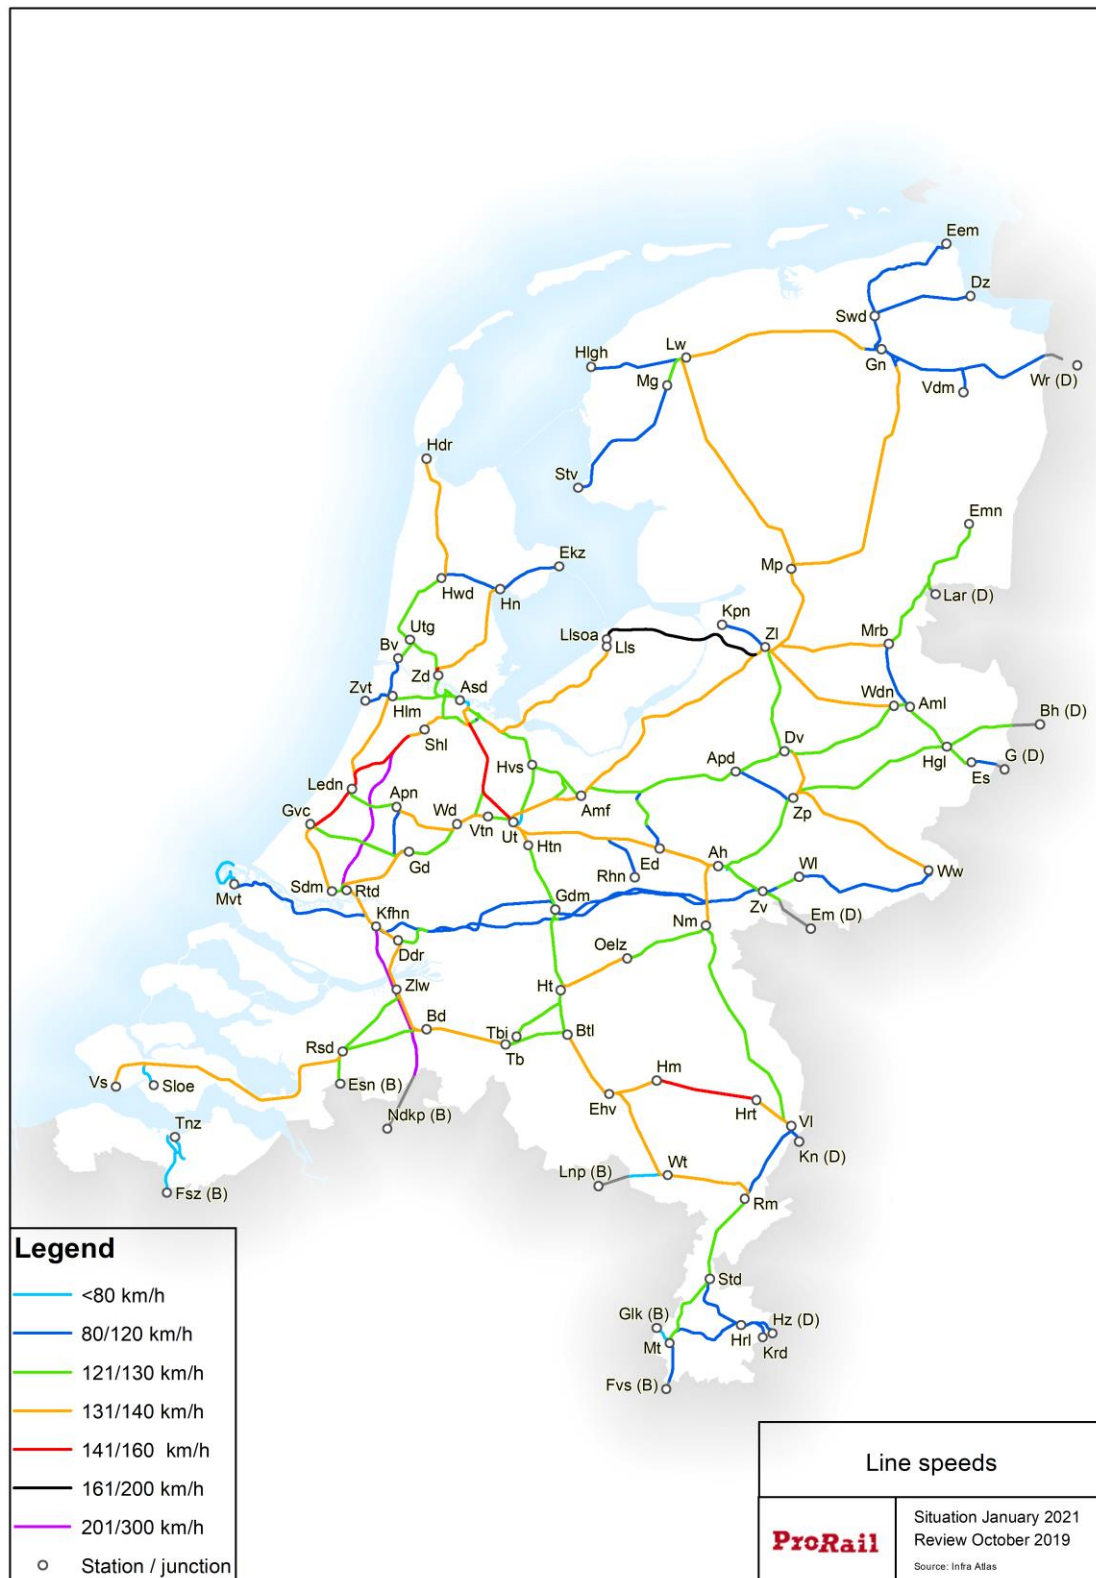 Eem
Dz
Swd
Lw
Hlgh
Gn
Mg
Vdm
Wr (D)
Hdr
Stv
Emn
Ekz
Mp
Hwd
Hn
Lar (D)
Kpn
Utg
Llsoa
Zl
Mrb
Bv
Lls
Zd
Zvt
Asd
Wdn
Aml
Hlm
Bh (D)
Shl
Dv
Hvs
Apd
Hgl
G (D)
Es
Ledn
Apn
Gvc
Wd
Amf
Zp
Vtn
Ut
Htn
Gd
Ed
Ah
Wl
Ww
Rhn
Sdm
Rtd
Mvt
Zv
Gdm
Kfhn
Em (D)
Nm
Ddr
Oelz
Zlw
Ht
Bd
Tbi
Btl
Tb
Rsd
Hm
Vs
Sloe
Esn (B)
Ehv
Hrt
Ndkp (B)
Vl
Tnz
Kn (D)
Wt
Lnp (B)
Fsz (B)
Rm
Std
Glk (B)
Hz (D)
Hrl
Mt
Krd
Fvs (B)
Legend
<80 km/h
80/120 km/h
121/130 km/h
131/140 km/h
141/160 km/h
161/200 km/h
201/300 km/h
Station / junction
Line speeds
ProRail
Situation January 2021
Review October 2019
Source: Infra Atlas